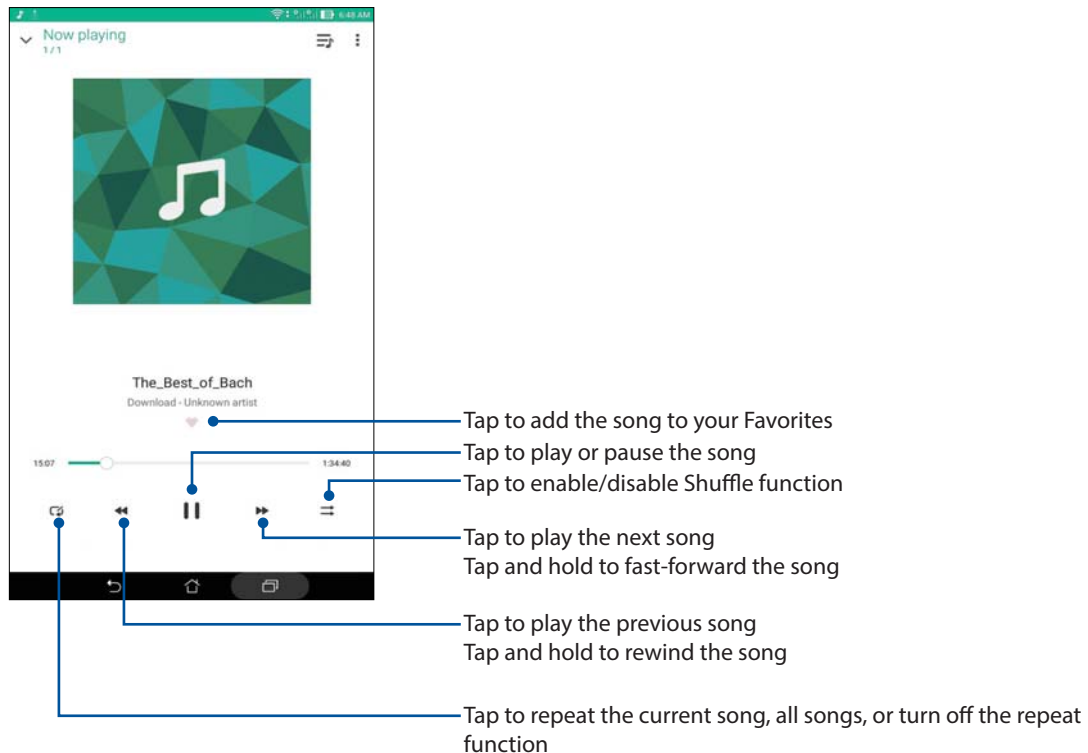 6:48 AM
Now playing
1/1
The_Best_of_Bach
Download - Unknown artist
Tap to add the song to your Favorites
Tap to play or pause the song
15:07
1:34:40
Tap to enable/disable Shuffle function
Tap to play the next song
Tap and hold to fast-forward the song
Tap to play the previous song
Tap and hold to rewind the song
Tap to repeat the current song, all songs, or turn off the repeat
function